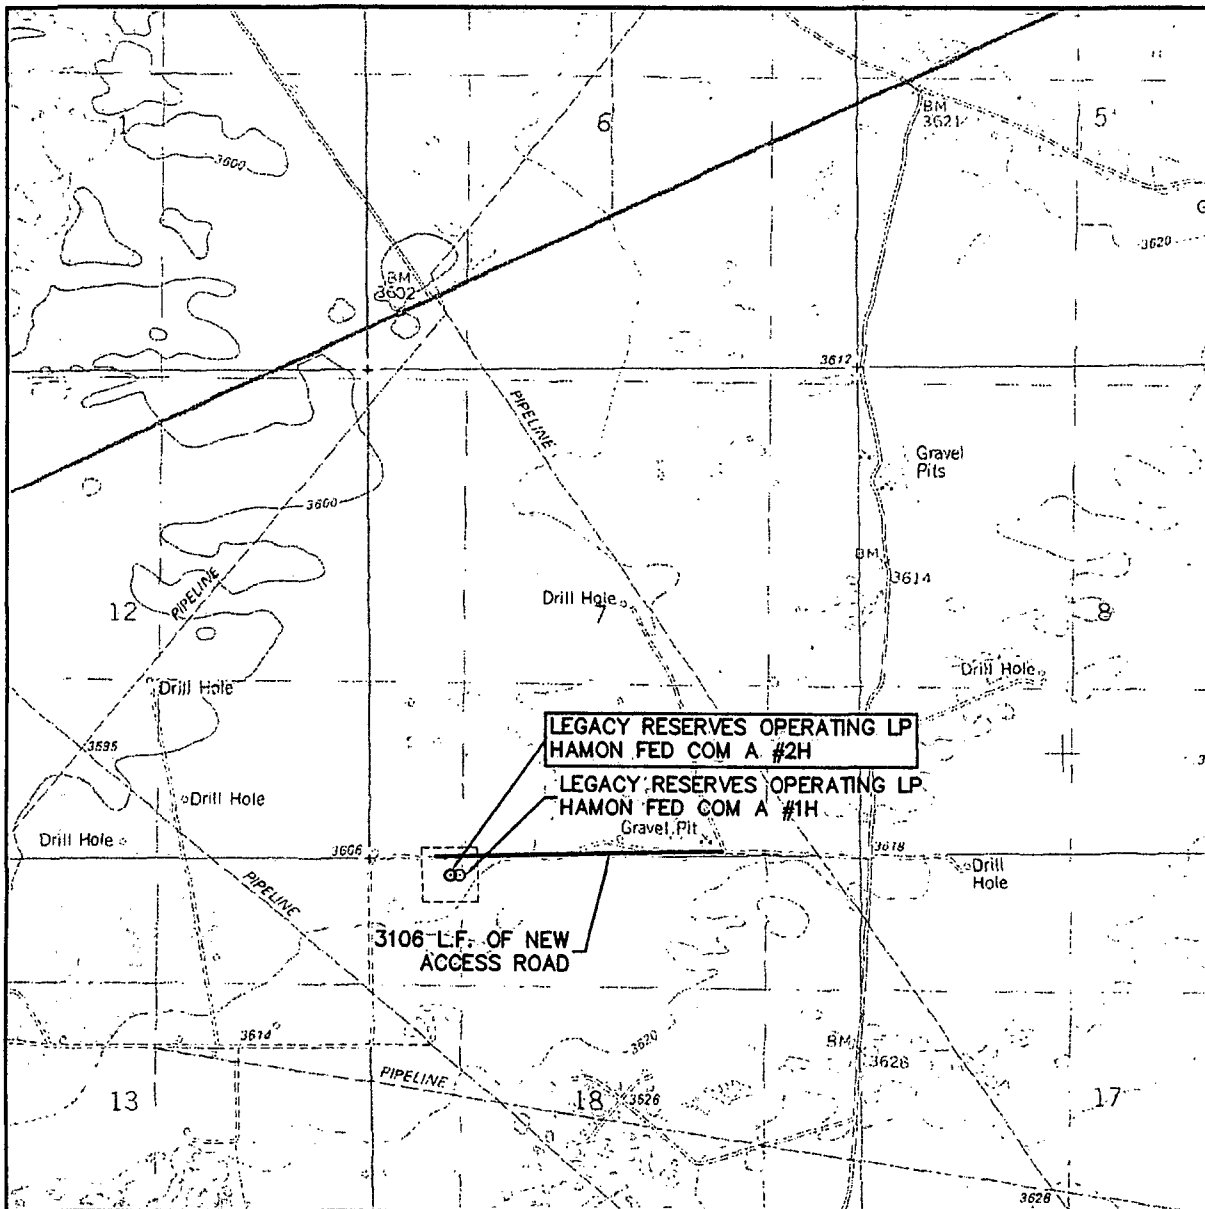 6
5
BM
3621
3600
3620
BM
3602
3612
PIPELINE
Gravel
Pits
3600
BM
3614
PIPELINE
12
Drill Hole
7
8
Drill Hole
Drill Hole
LEGACY RESERVES OPERATING LP
HAMON FED COM A #2H
3595
LEGACY RESERVES OPERATING LP
HAMON FED COM A #1H
Drill Hole
Gravel Pit
Drill Hole
3606
3618
Drill
Hole
PIPELINE
3106 L.F. OF NEW
ACCESS ROAD
3614
3620
BM
3628
PIPELINE
13
18
3626
17
3628